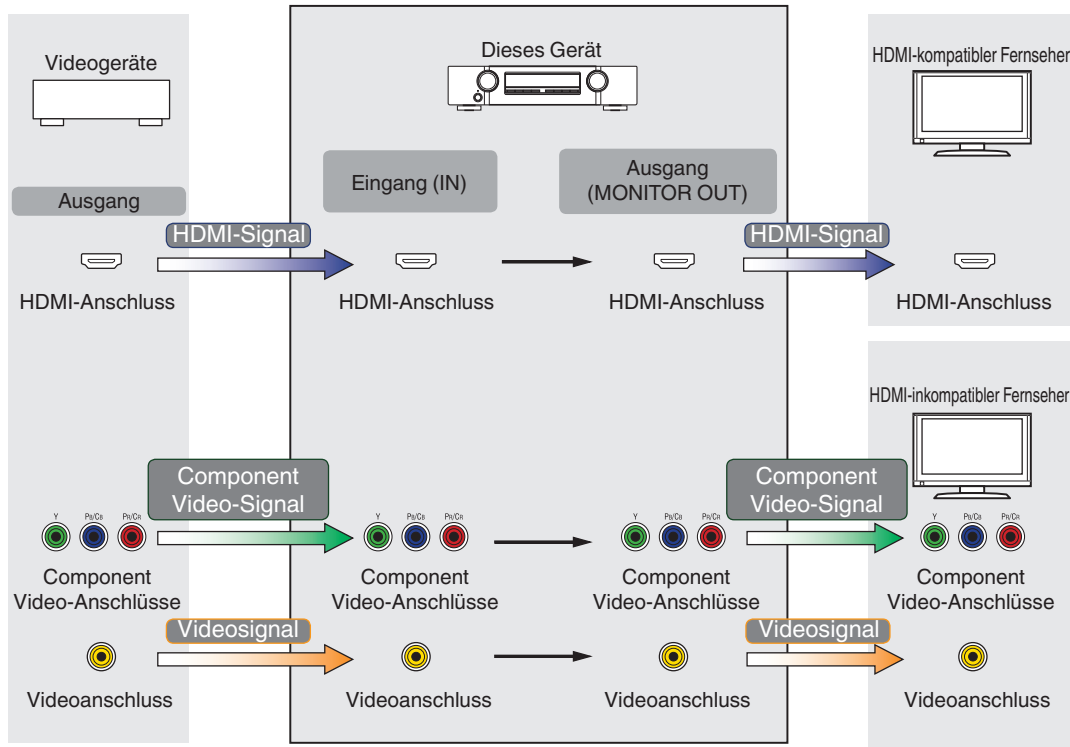 Videogeräte
Dieses Gerät
HDMI-kompatibler Fernseher
Ausgang
Eingang (IN)
Ausgang
(MONITOR OUT)
HDMI-Signal
HDMI-Signal
HDMI-Anschluss
HDMI-Anschluss
HDMI-Anschluss
HDMI-Anschluss
HDMI-inkompatibler Fernseher
Component
Video-Signal
Component
Video-Signal
Y PB/CB PR/CR
Y PB/CB PR/CR
Y PB/CB PR/CR
Y PB/CB PR/CR
Component
Video-Anschlüsse
Component
Video-Anschlüsse
Component
Video-Anschlüsse
Component
Video-Anschlüsse
Videosignal
Videosignal
Videoanschluss
Videoanschluss
Videoanschluss
Videoanschluss